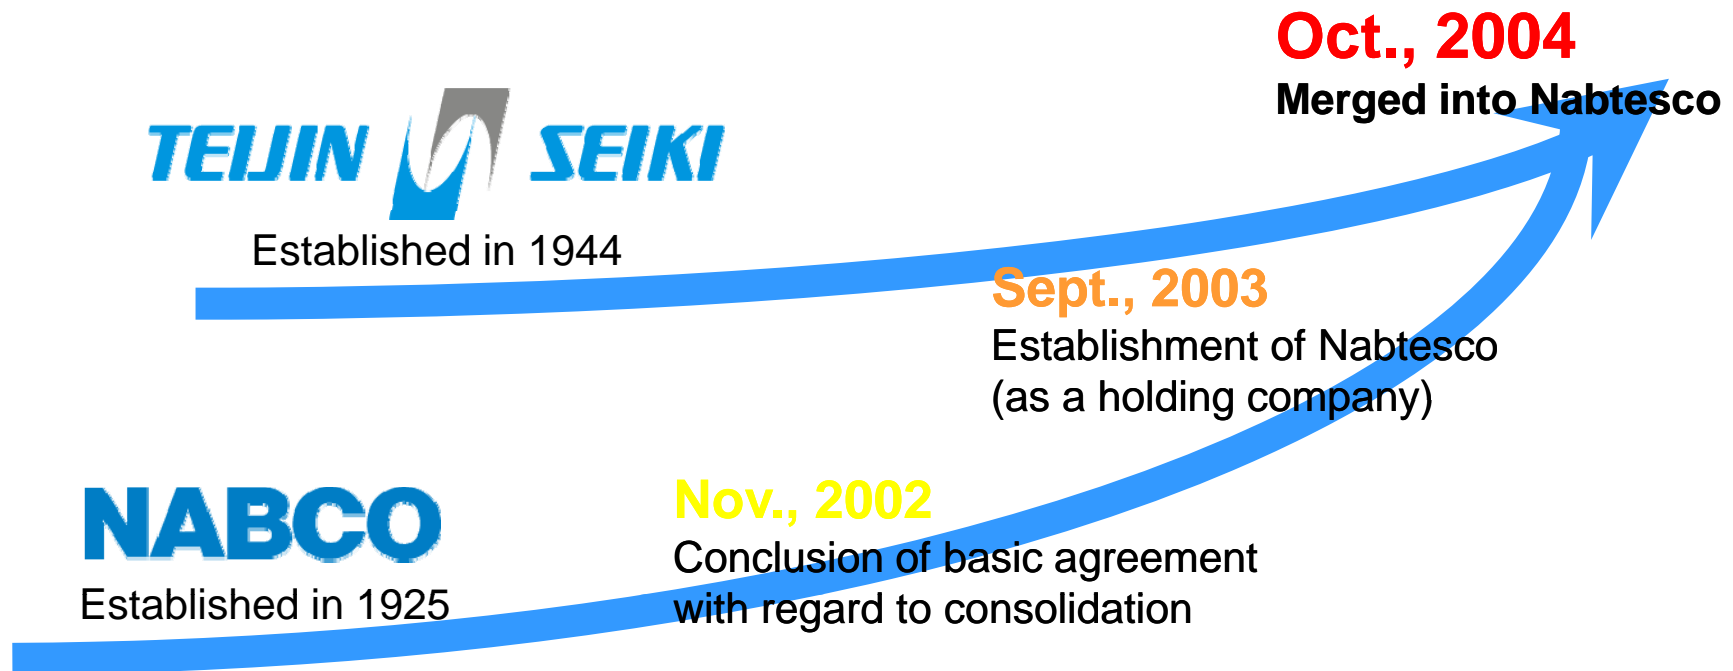 Oct., 2004
Merged into Nabtesco
TEIJIN SEIKI
Established in 1944
Sept., 2003
Establishment of Nabtesco
(as a holding company)
NABCO
Established in 1925
Nov., 2002
Conclusion of basic agreement
with regard to consolidation